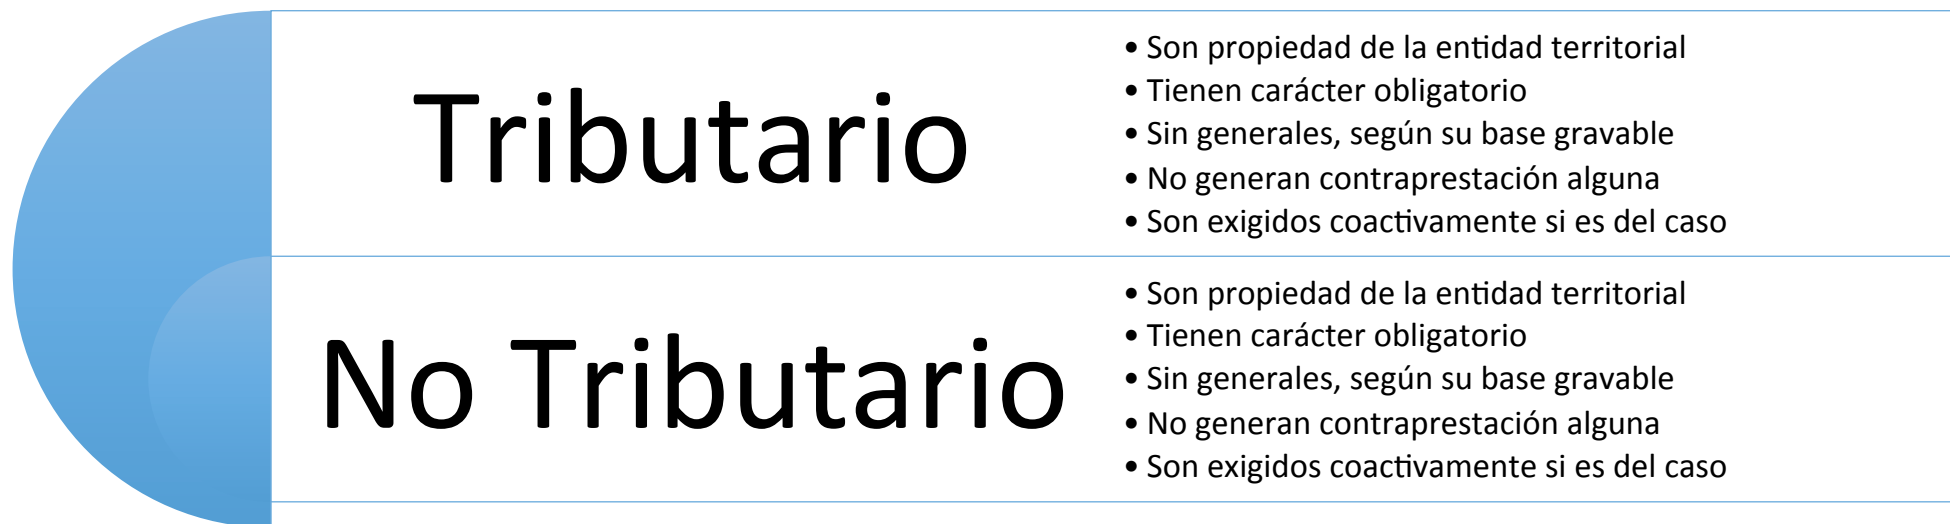 Tributario
• Son propiedad de la entidad territorial
• Tienen carácter obligatorio
• Sin generales, según su base gravable
• No generan contraprestación alguna
• Son exigidos coactivamente si es del caso
No Tributario
• Son propiedad de la entidad territorial
• Tienen carácter obligatorio
• Sin generales, según su base gravable
• No generan contraprestación alguna
• Son exigidos coactivamente si es del caso